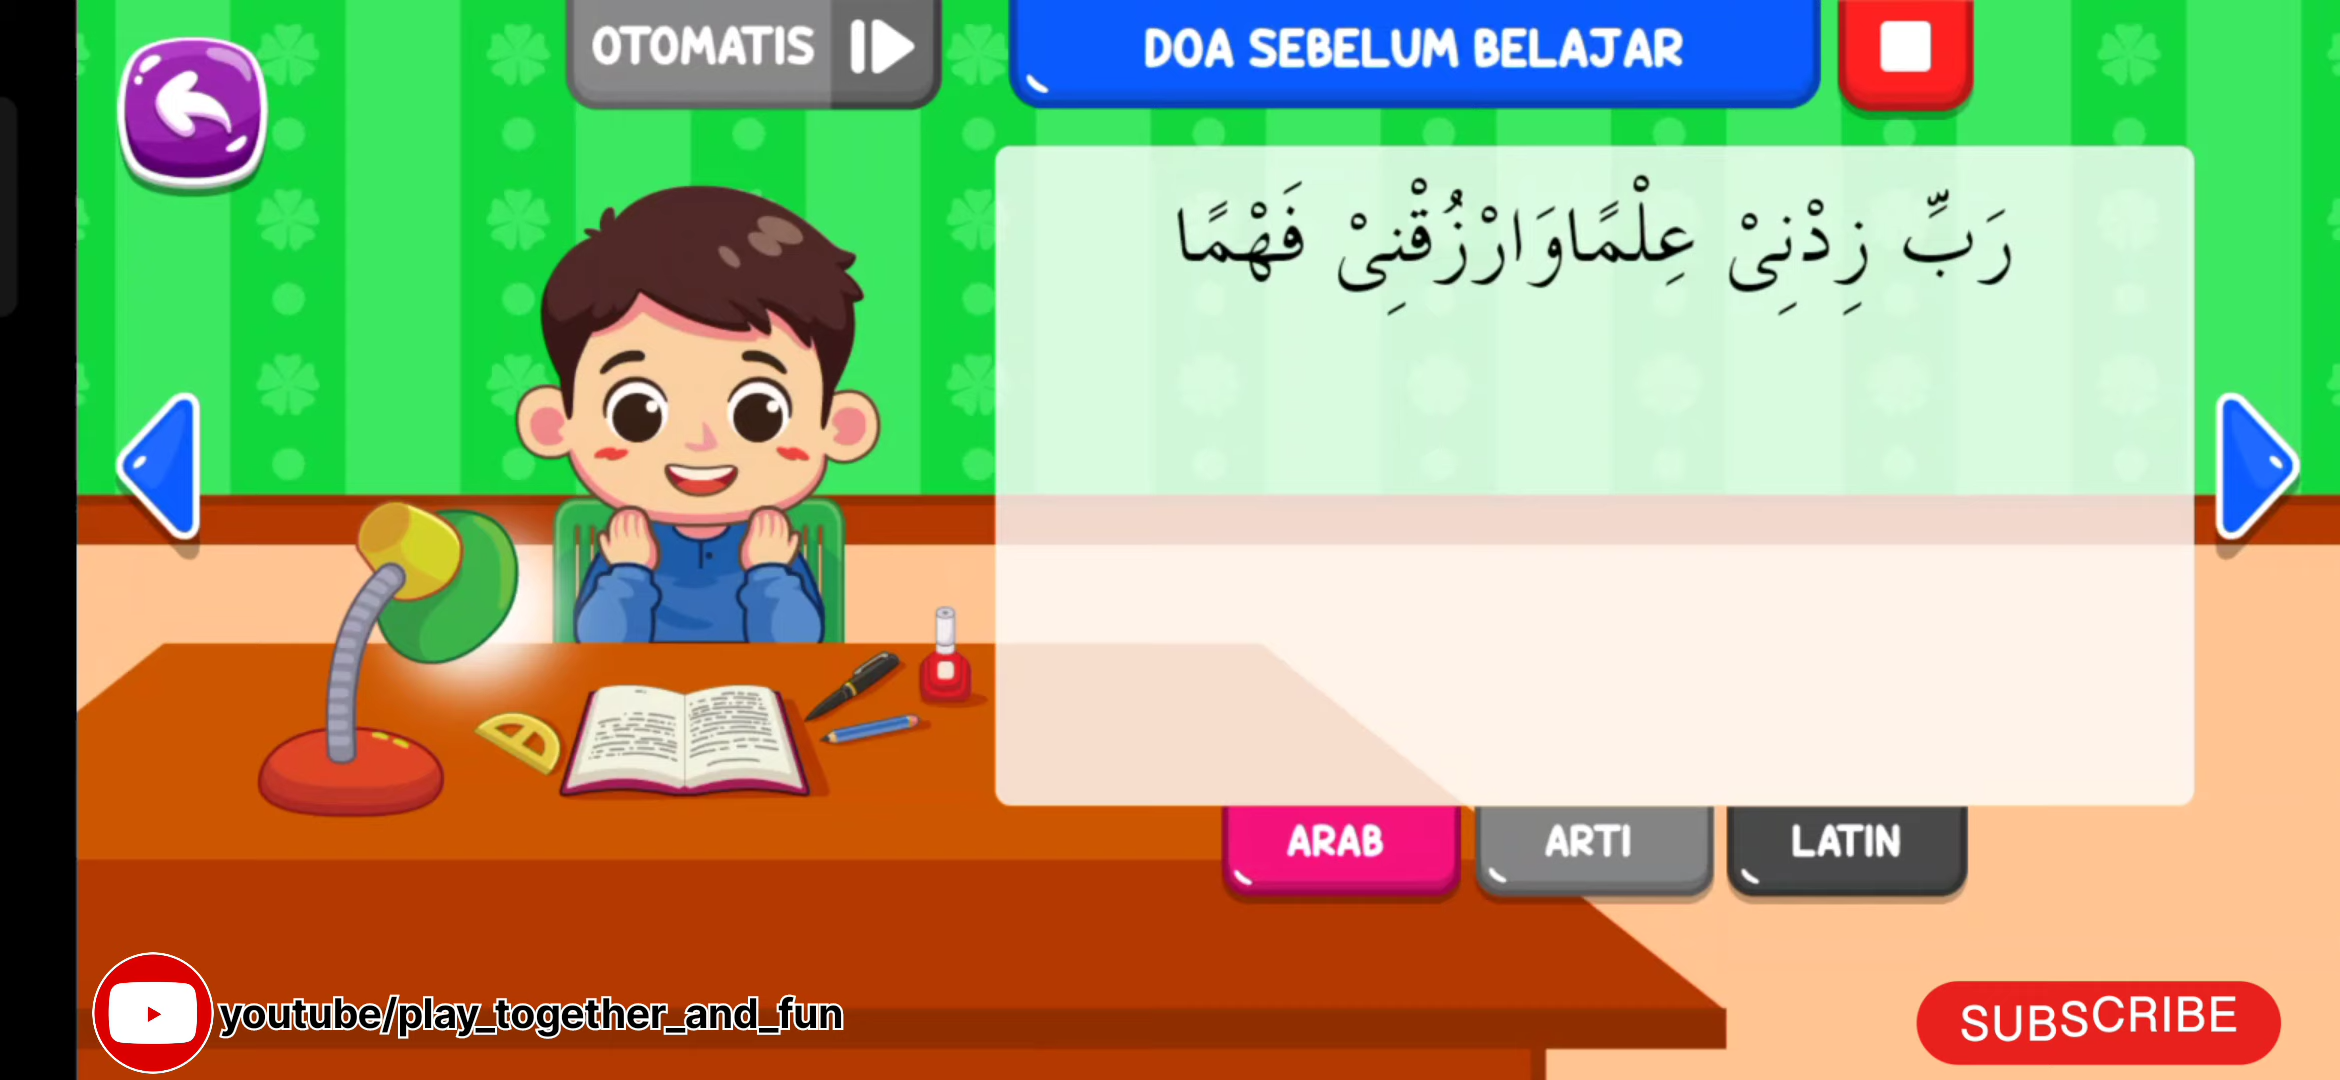 OTOMATIS
DOA SEBELUM BELAJAR
رَبِّ زِدْنِىْ عِلْمًاوَارْزُقْنِىْ فَهْمًا
ARAB
ARTI
LATIN
youtube/play_together_and_fun
SUBSCRIBE